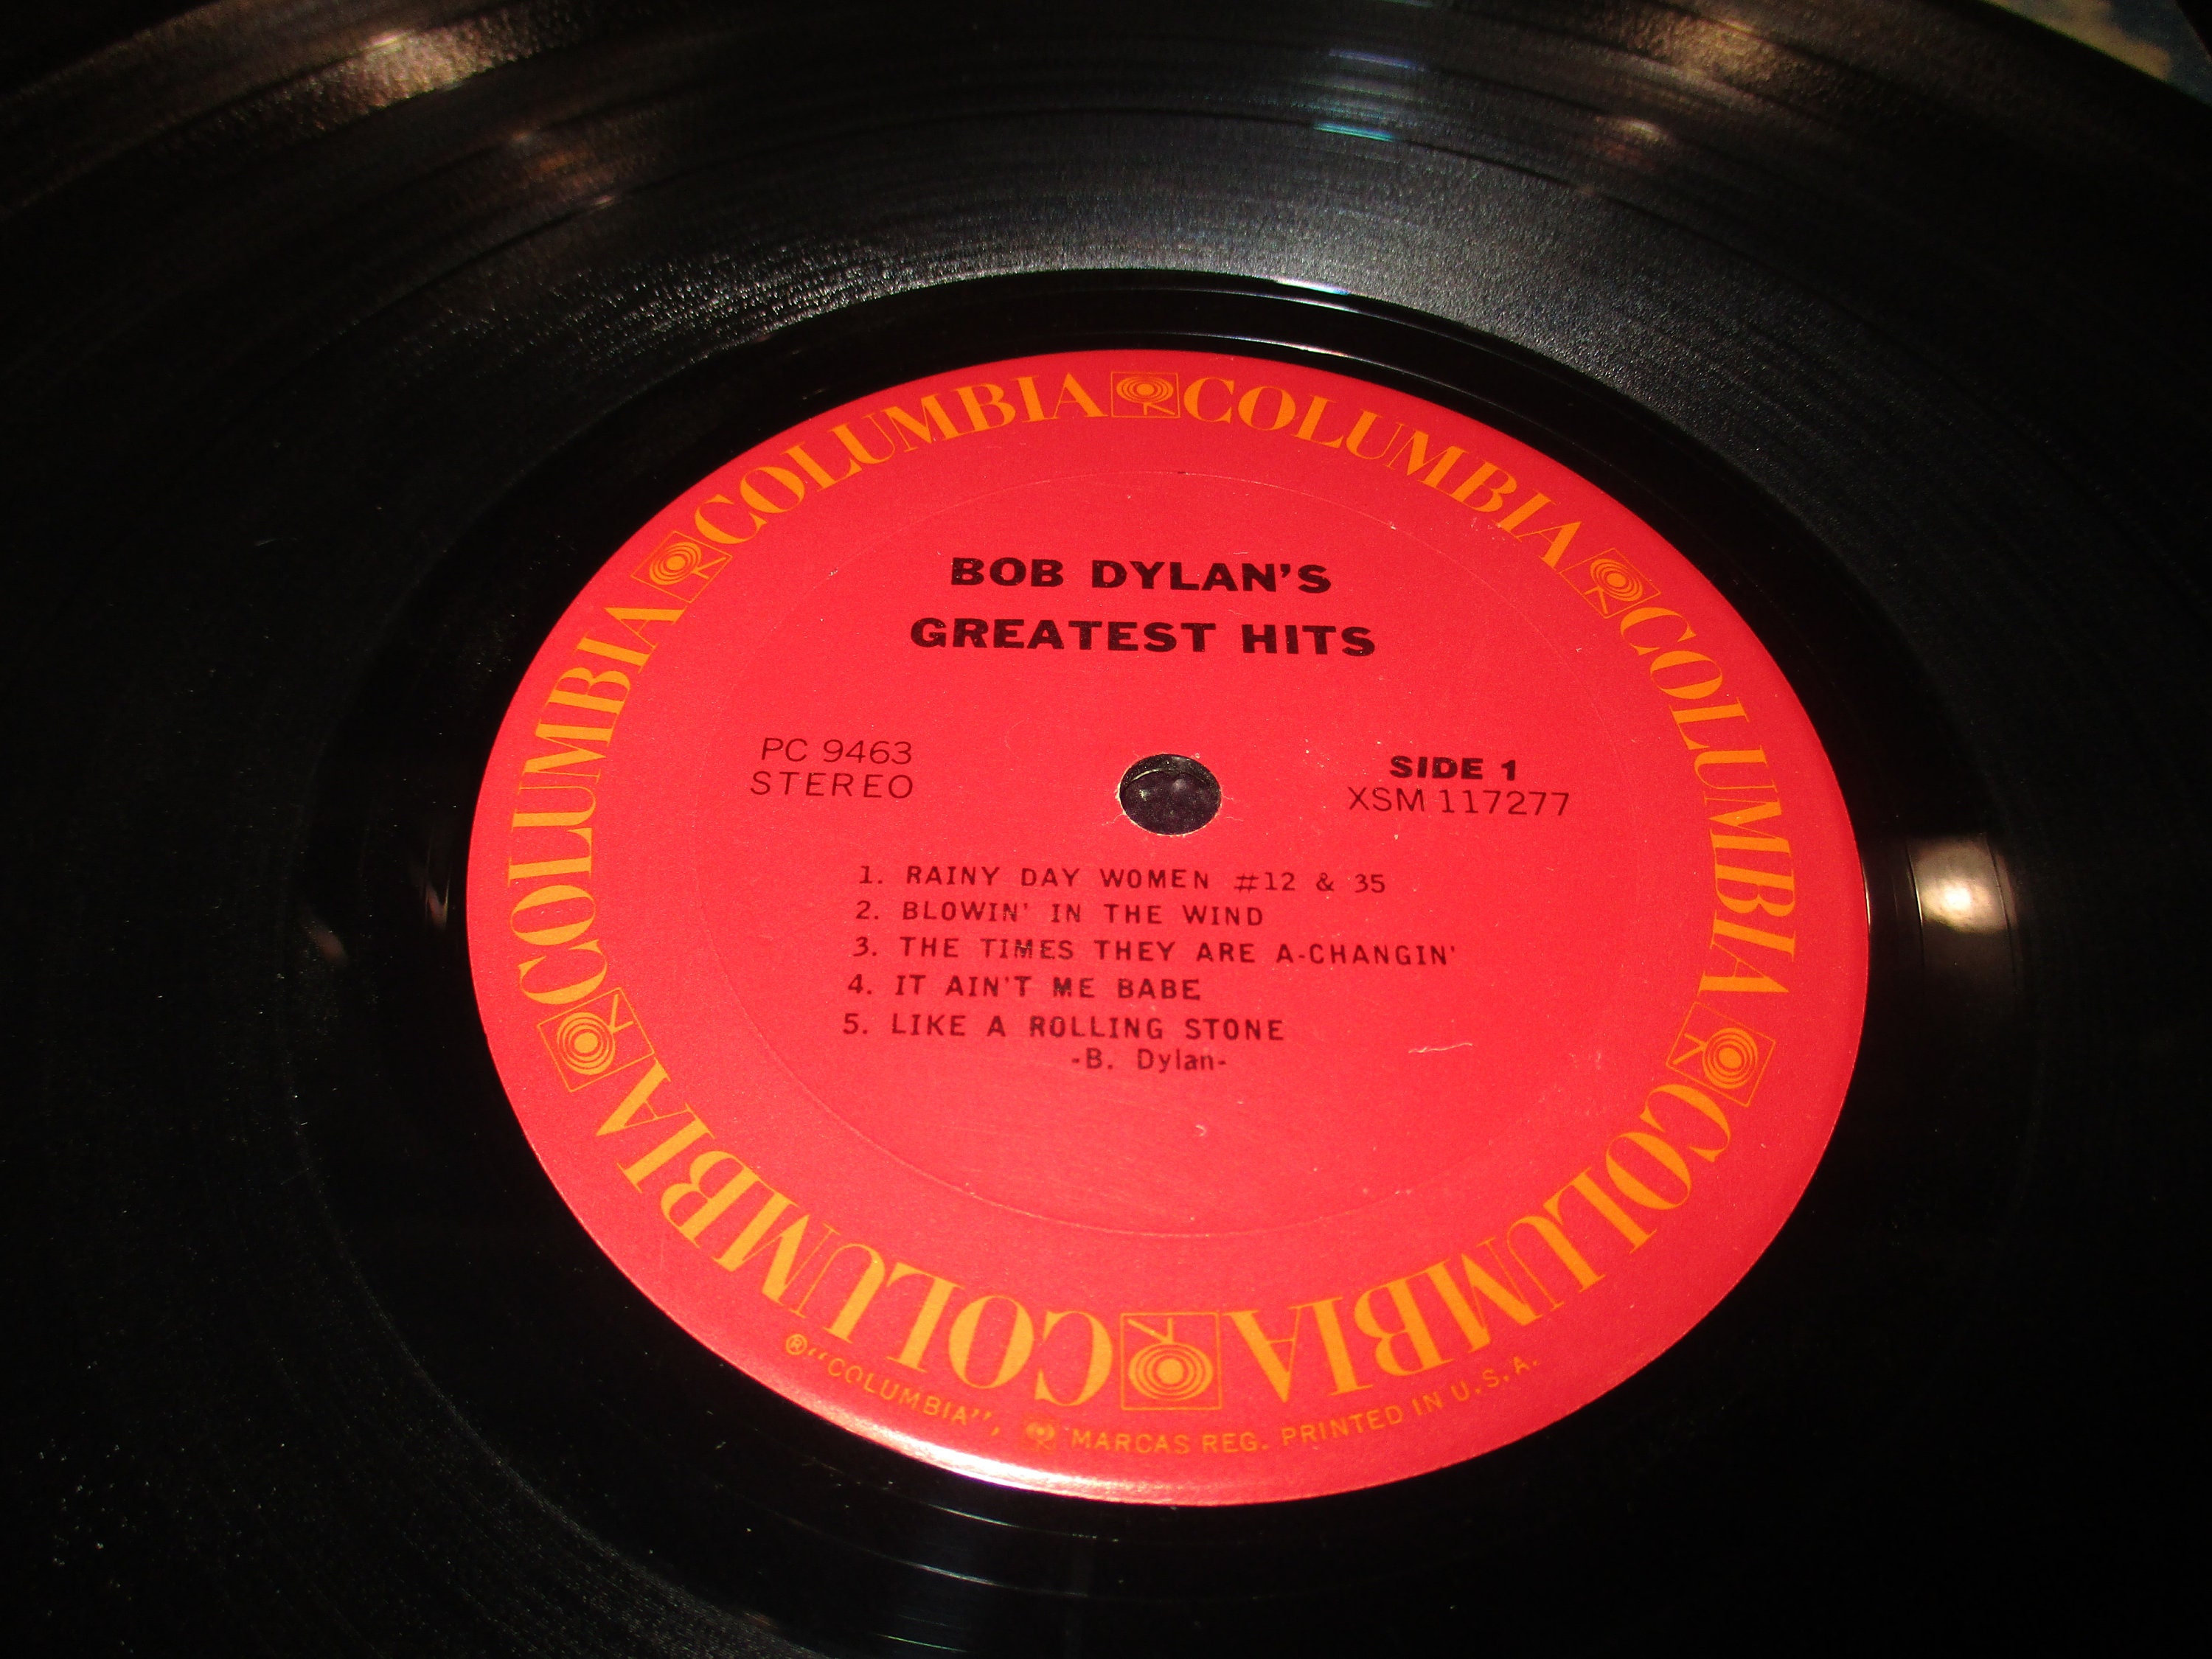 COLUMBIA COLUMBIA COLUMBIA COLUMBIA COLUMBIA COLUMBIA
BOB DYLAN'S
GREATEST HITS
PC 9463
STEREO
SIDE 1
XSM 117277
1. RAINY DAY WOMEN #12 & 35
2. BLOWIN' IN THE WIND
3. THE TIMES THEY ARE A-CHANGIN'
4. IT AIN'T ME BABE
5. LIKE A ROLLING STONE
-B. Dylan-
® "COLUMBIA", MARCAS REG. PRINTED IN U.S.A.